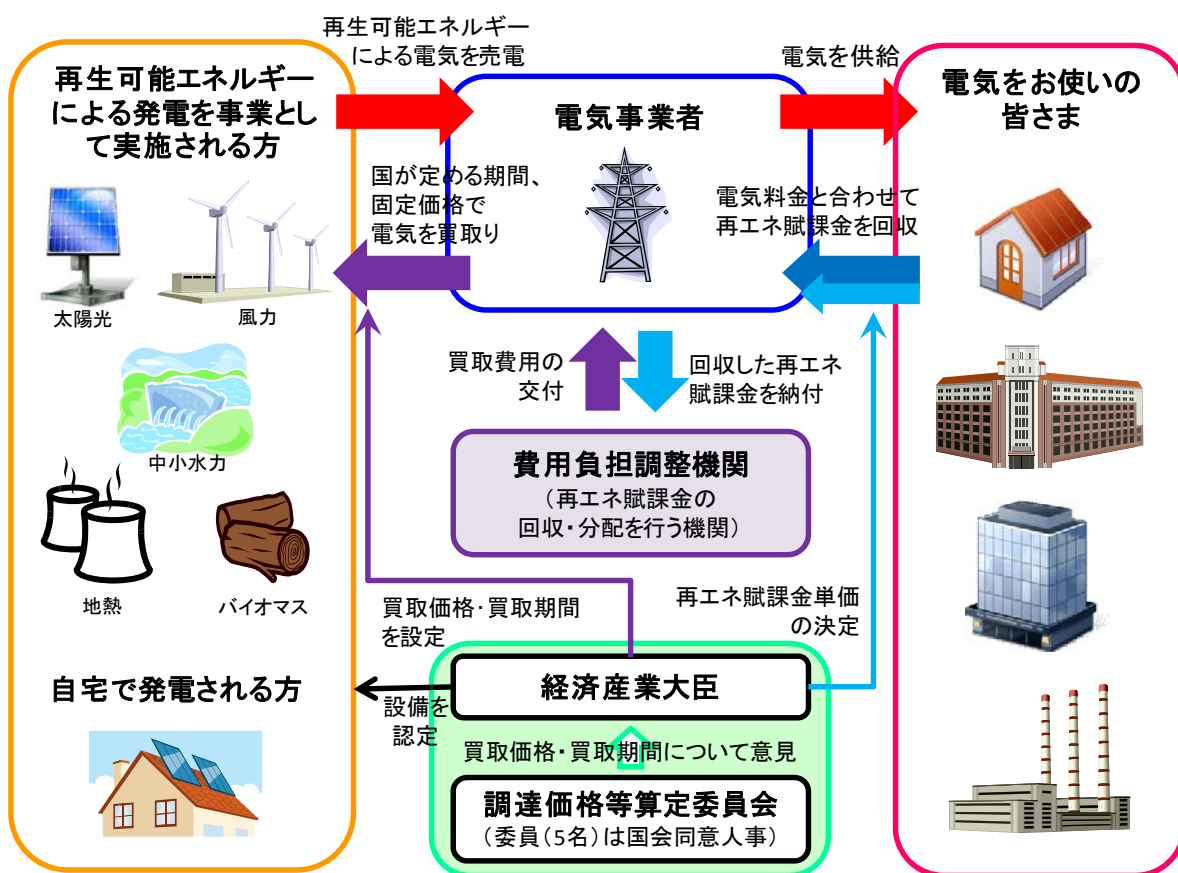 再生可能エネルギー
による電気を売電
電気を供給
再生可能エネルギー
による発電を事業とし
て実施される方
電気事業者
電気をお使いの
皆さま
国が定める期間、
固定価格で
電気を買取り
電気料金と合わせて
再エネ賦課金を回収
太陽光
風力
中小水力
地熱
バイオマス
買取費用の
交付
回収した再エネ
賦課金を納付
費用負担調整機関
（再エネ賦課金の
回収・分配を行う機関）
買取価格・買取期間
を設定
再エネ賦課金単価
の決定
自宅で発電される方
設備を
認定
経済産業大臣
買取価格・買取期間について意見
調達価格等算定委員会
（委員（5名）は国会同意人事）